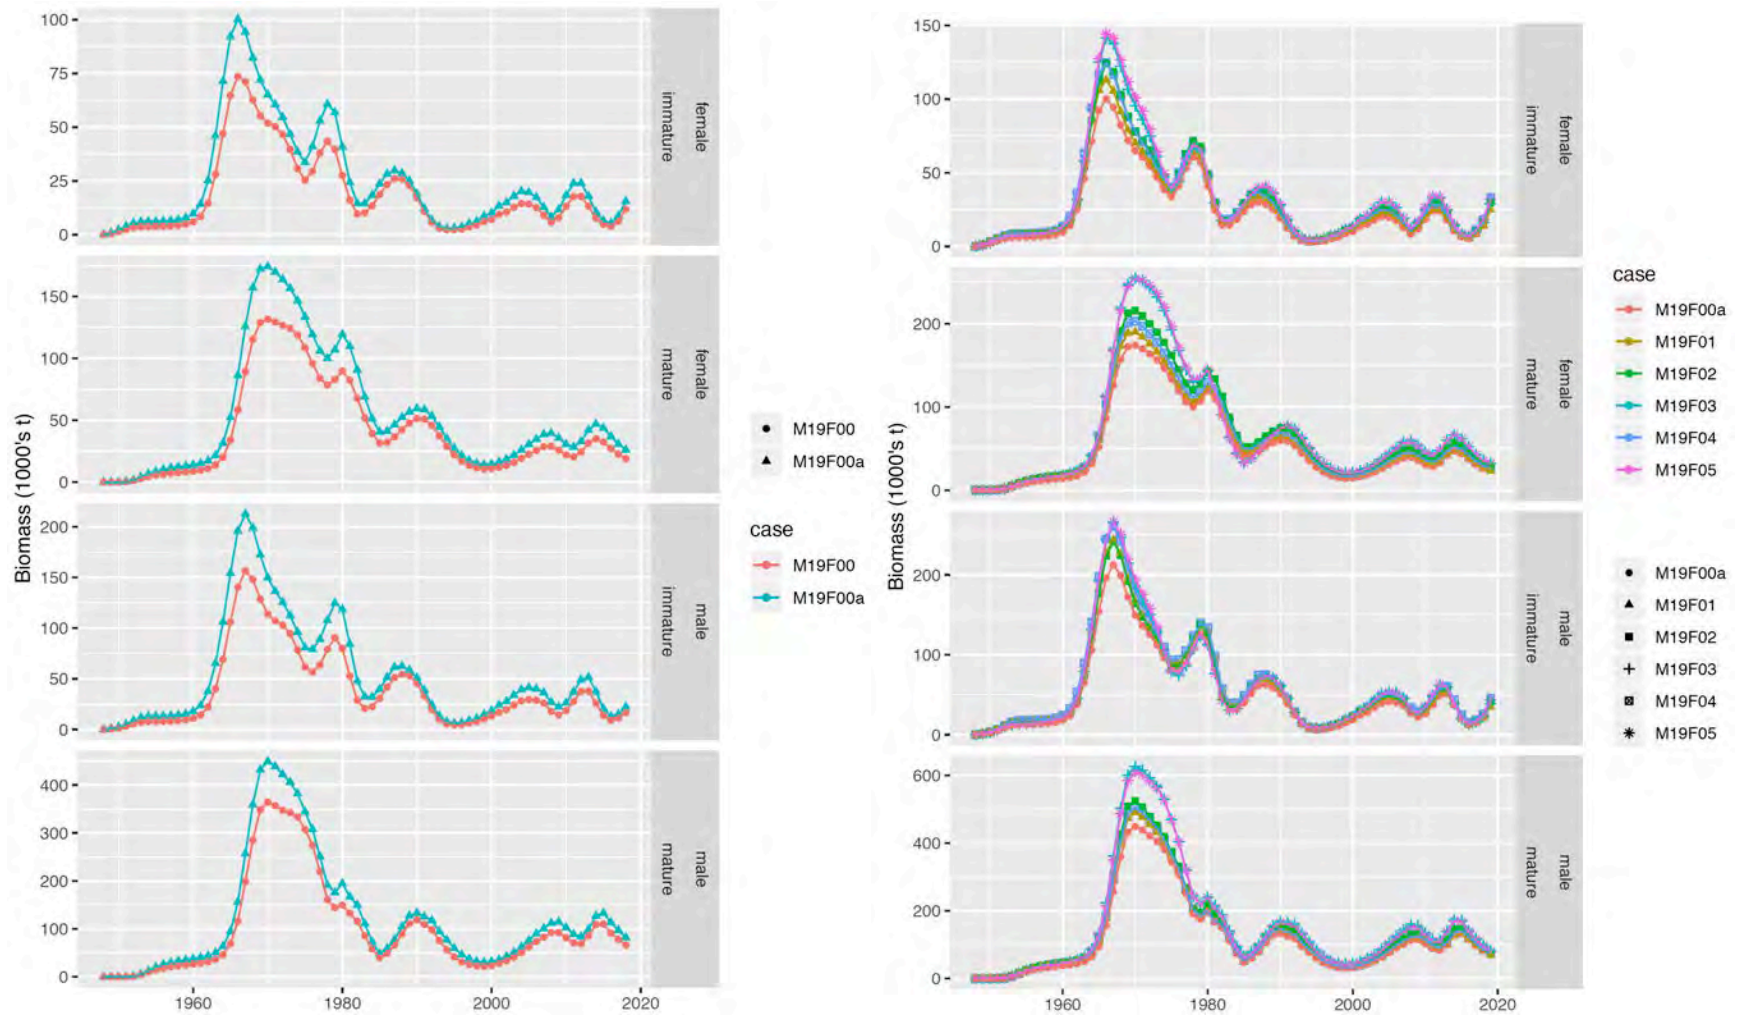 Biomass (1000's t)
100
75
50
25
0
female
immature
150
100
50
0
female
mature
200
150
100
50
0
male
immature
400
300
200
100
0
male
mature
1960
1980
2000
2020
M19F00
M19F00a
case
M19F00
M19F00a
Biomass (1000's t)
150
100
50
0
female
immature
200
100
0
female
mature
200
100
0
male
immature
600
400
200
0
male
mature
1960
1980
2000
2020
case
M19F00a
M19F01
M19F02
M19F03
M19F04
M19F05
M19F00a
M19F01
M19F02
M19F03
M19F04
M19F05